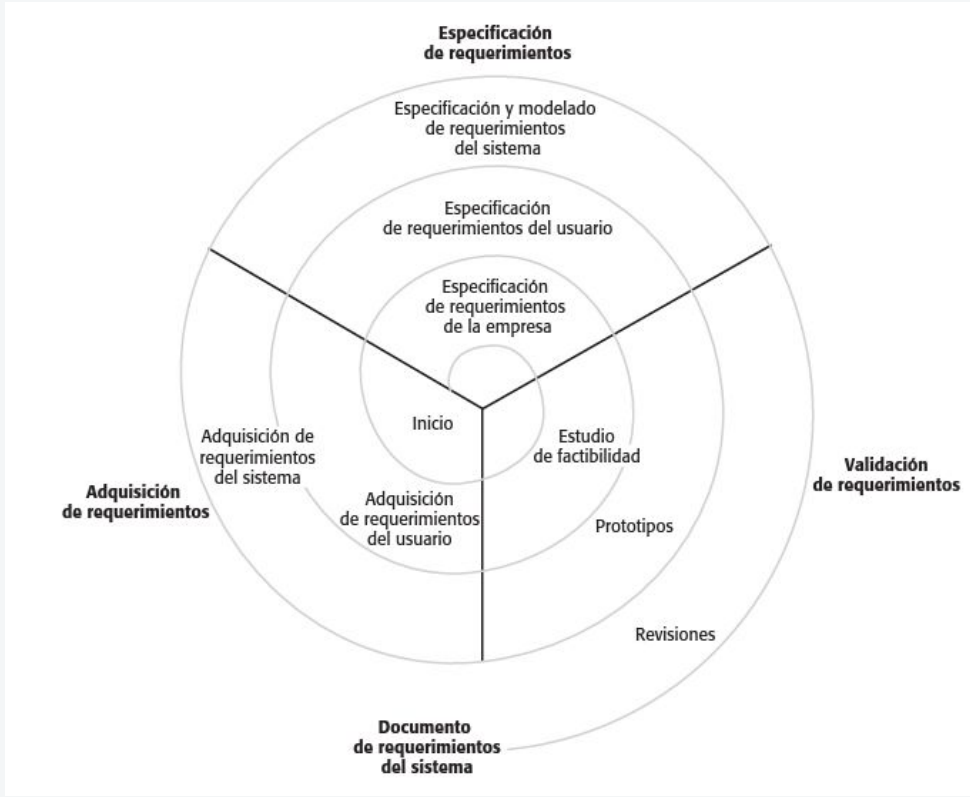 Especificación
de requerimientos
Especificación y modelado
de requerimientos
del sistema
Especificación
de requerimientos del usuario
Especificación
de requerimientos
de la empresa
Inicio
Estudio
de factibilidad
Adquisición de
requerimientos
del sistema
Validación
de requerimientos
Adquisición
de requerimientos
Adquisición
de requerimientos
del usuario
Prototipos
Revisiones
Documento
de requerimientos
del sistema